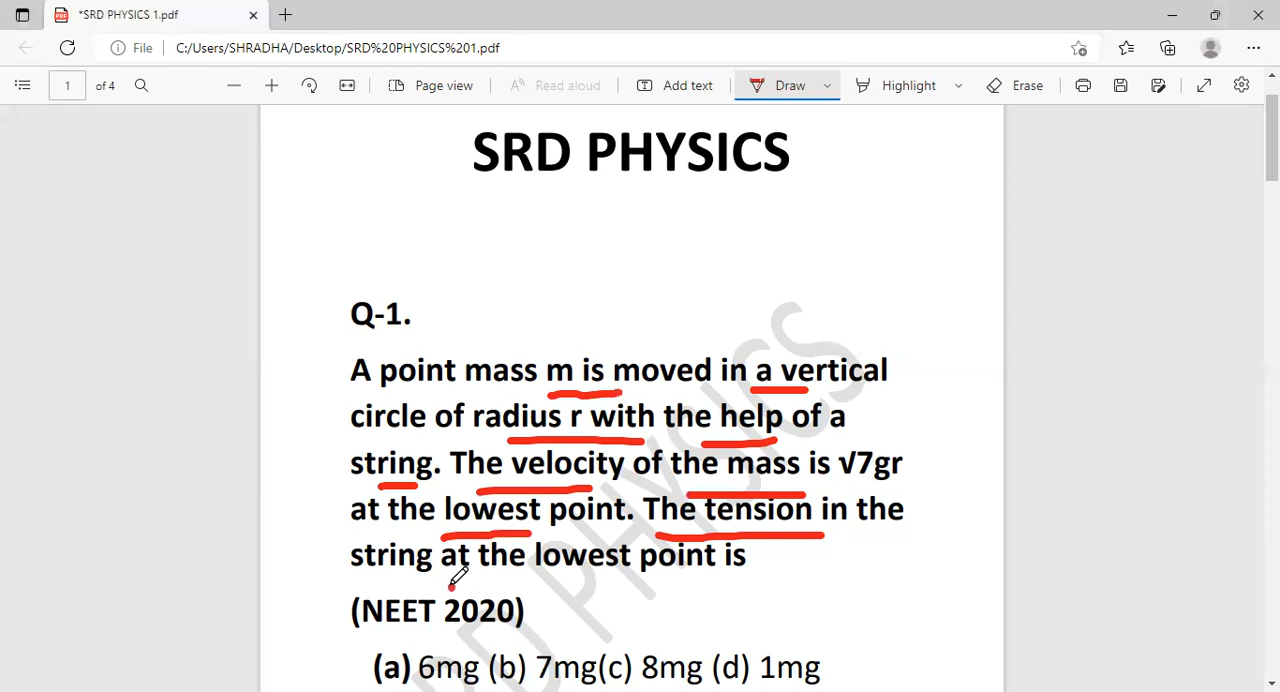 *SRD PHYSICS 1.pdf
File C:/Users/SHRADHA/Desktop/SRD%20PHYSICS%201.pdf
1 of 4 Page view Read aloud Add text Draw Highlight Erase
SRD PHYSICS
Q-1.
A point mass m is moved in a vertical
circle of radius r with the help of a
string. The velocity of the mass is √7gr
at the lowest point. The tension in the
string at the lowest point is
(NEET 2020)
(a) 6mg (b) 7mg(c) 8mg (d) 1mg
RD PHYSICS